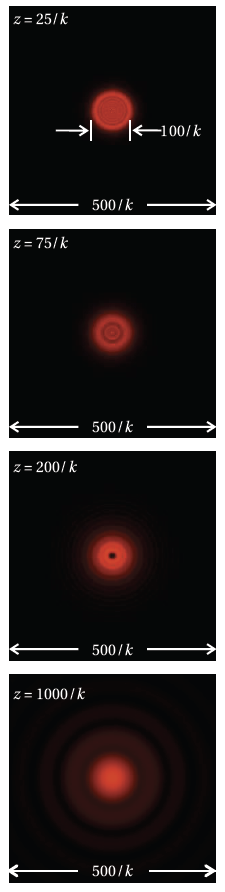 z = 25/k
100/k
500/k
z = 75/k
500/k
z = 200/k
500/k
z = 1000/k
500/k